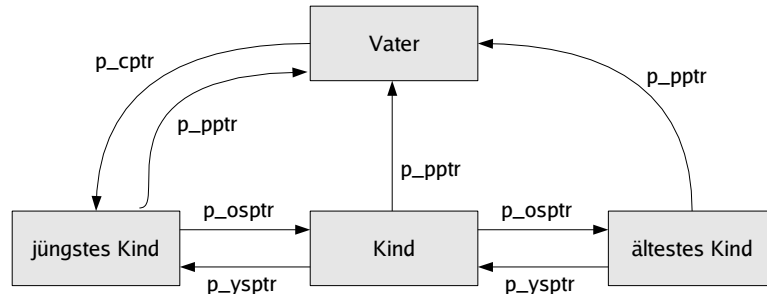 Vater
p_cptr
p_pptr
p_pptr
p_pptr
p_osptr
p_osptr
jüngstes Kind
Kind
ältestes Kind
p_ysptr
p_ysptr